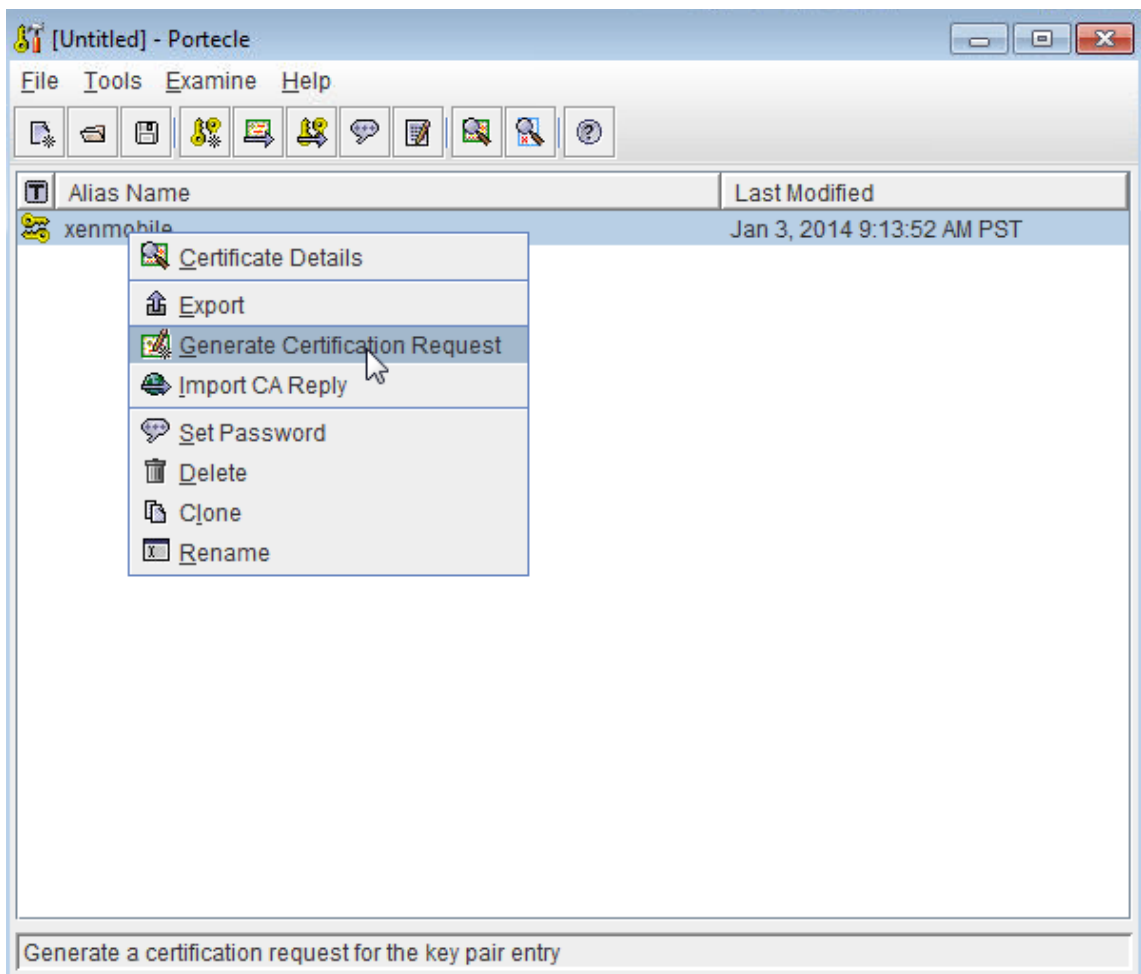 [Untitled] - Portecle
File Tools Examine Help
T Alias Name Last Modified
xenmobile Jan 3, 2014 9:13:52 AM PST
Certificate Details
Export
Generate Certification Request
Import CA Reply
Set Password
Delete
Clone
Rename
Generate a certification request for the key pair entry